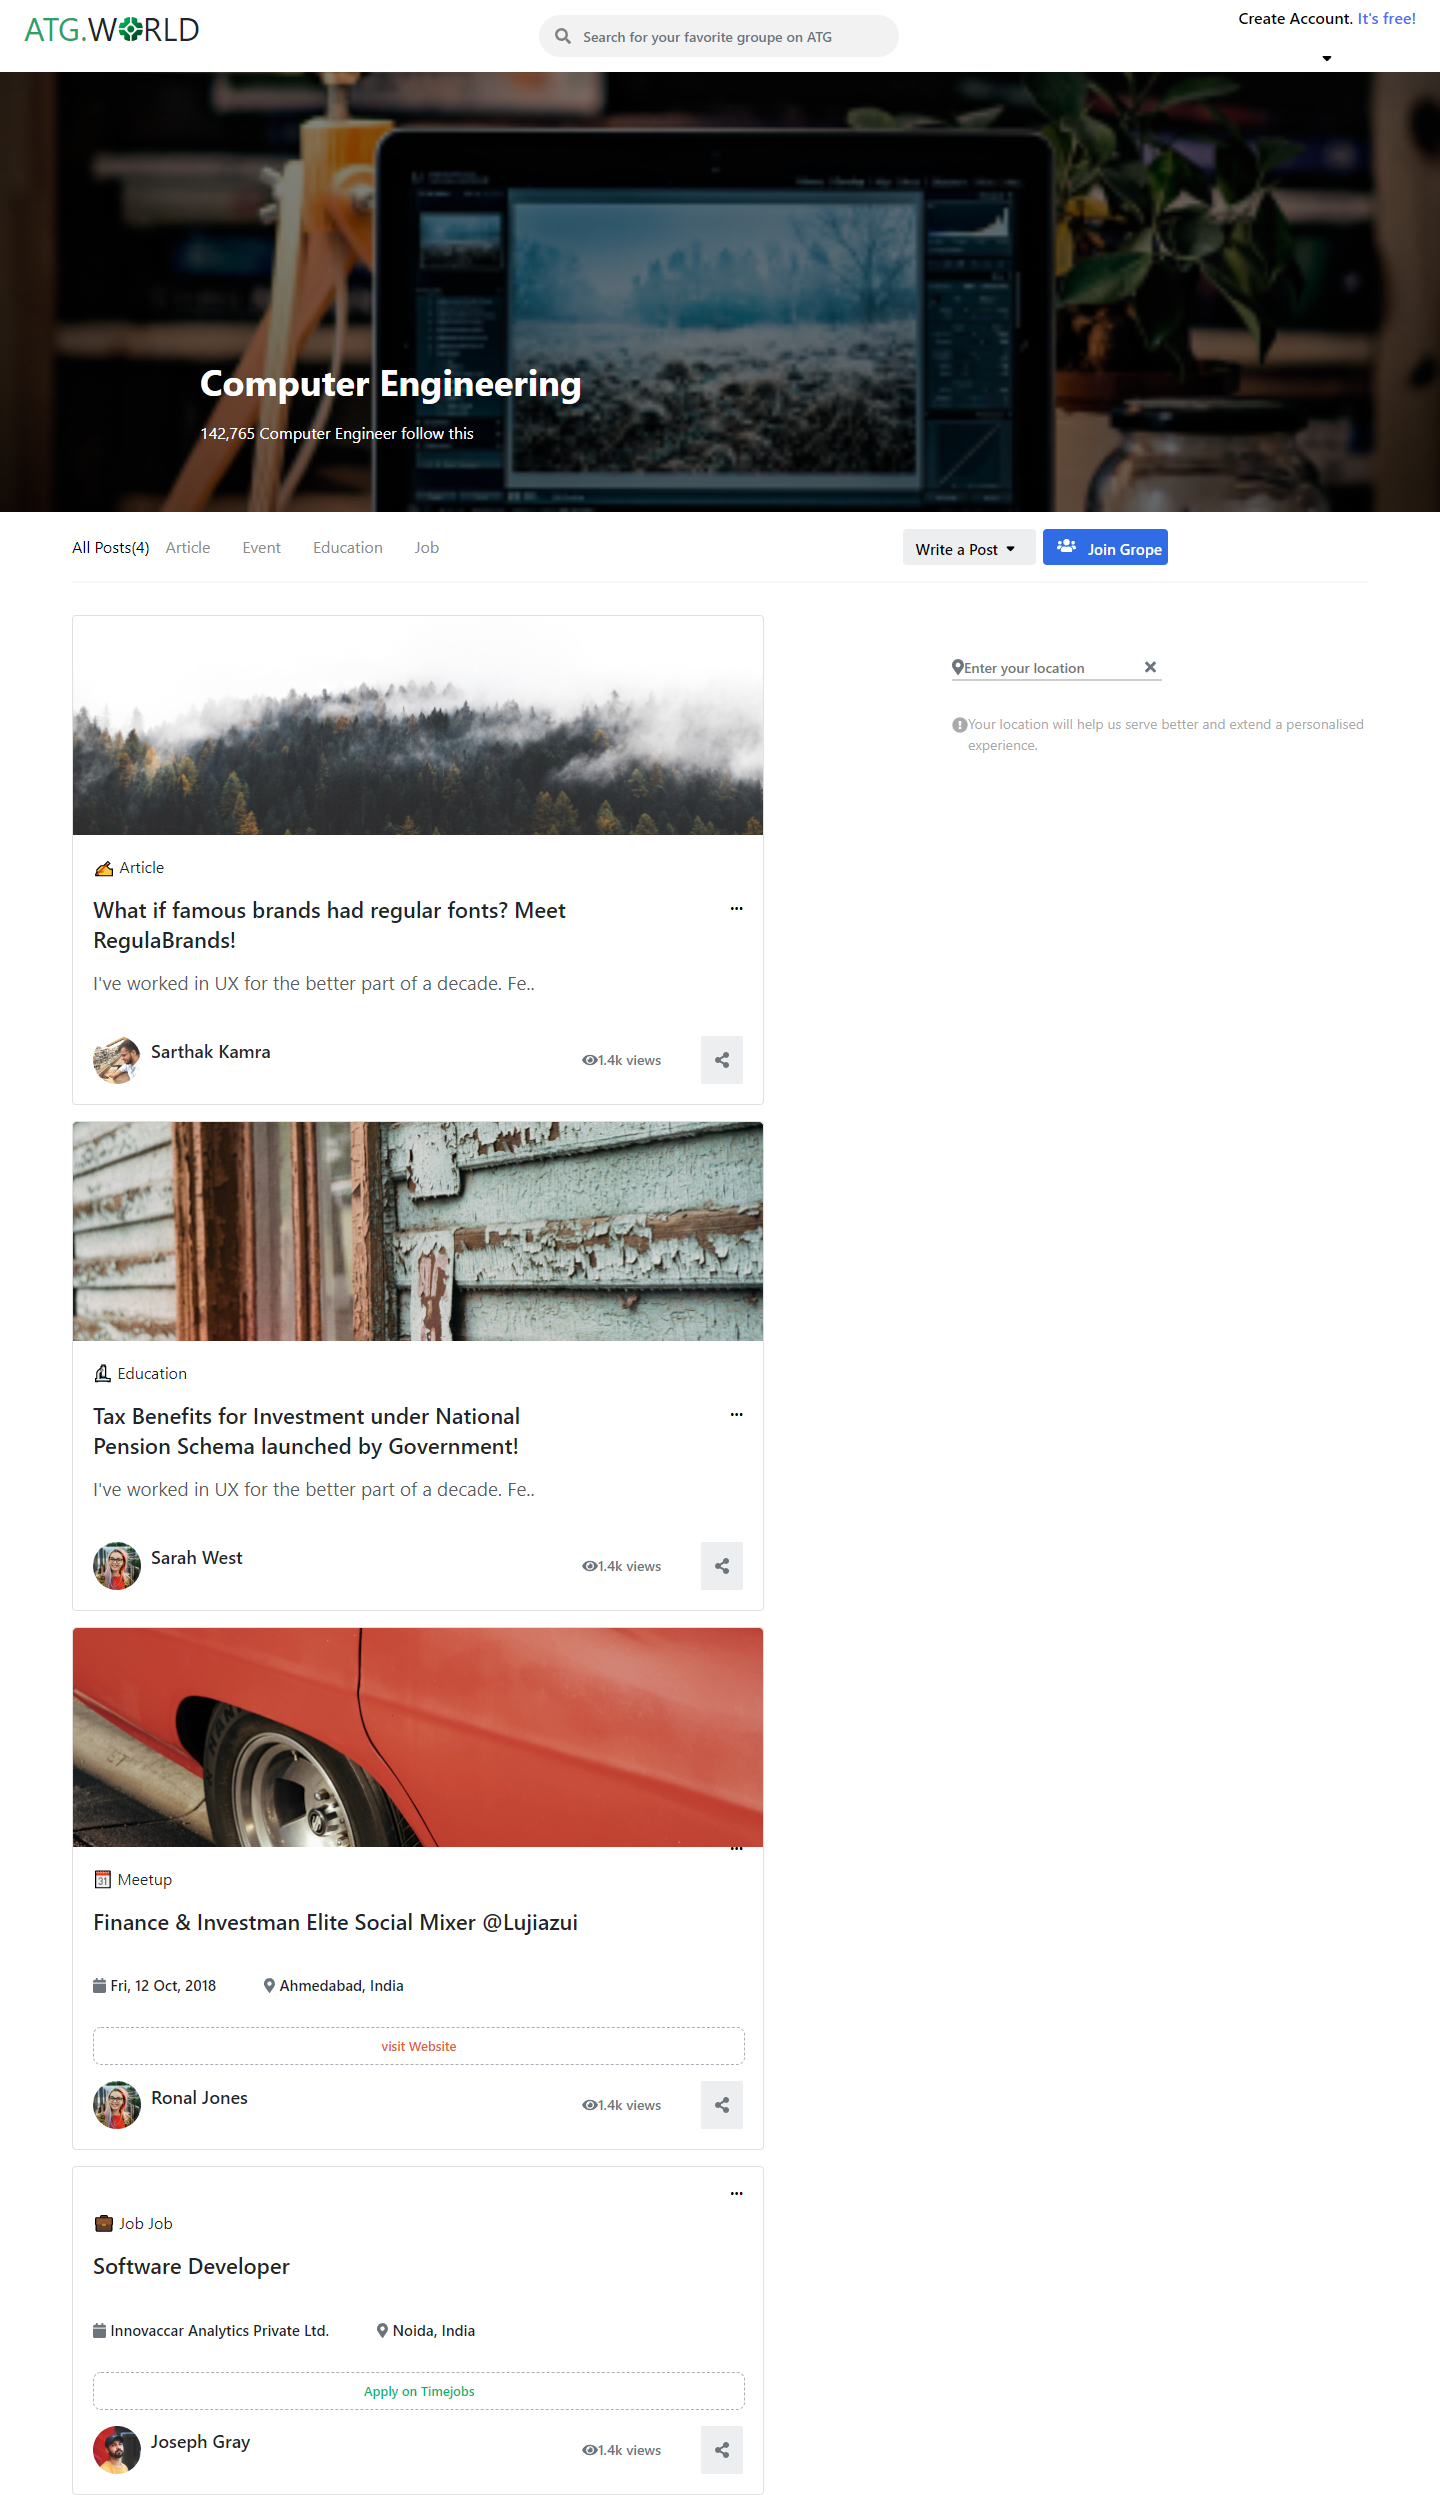 ATG.WORLD
Search for your favorite groupe on ATG
Create Account. It's free!
Computer Engineering
142,765 Computer Engineer follow this
All Posts(4) Article Event Education Job
Write a Post
Join Grope
Enter your location
Your location will help us serve better and extend a personalised
experience.
Article
What if famous brands had regular fonts? Meet
RegulaBrands!
...
I've worked in UX for the better part of a decade. Fe..
Sarthak Kamra
1.4k views
Education
Tax Benefits for Investment under National
Pension Schema launched by Government!
...
I've worked in UX for the better part of a decade. Fe..
Sarah West
1.4k views
...
31 Meetup
Finance & Investman Elite Social Mixer @Lujiazui
Fri, 12 Oct, 2018 Ahmedabad, India
visit Website
Ronal Jones
1.4k views
...
Job Job
Software Developer
Innovaccar Analytics Private Ltd. Noida, India
Apply on Timejobs
Joseph Gray
1.4k views